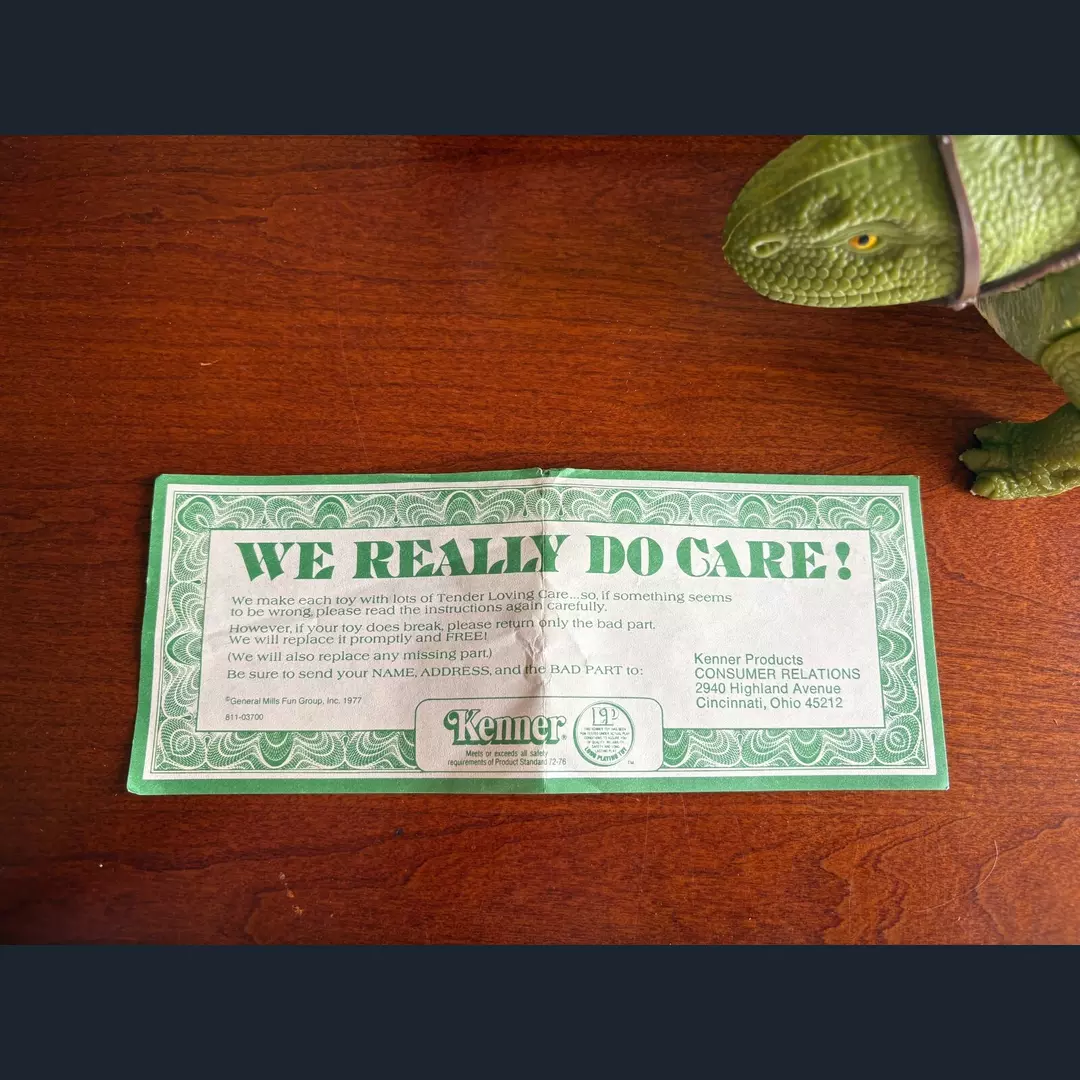 WE REALLY DO CARE!
We make each toy with lots of Tender Loving Care...so, if something seems
to be wrong, please read the instructions again carefully.
However, if your toy does break, please return only the bad part.
We will replace it promptly and FREE!
(We will also replace any missing part.)
Be sure to send your NAME, ADDRESS, and the BAD PART to:
Kenner Products
CONSUMER RELATIONS
2940 Highland Avenue
Cincinnati, Ohio 45212
©General Mills Fun Group, Inc. 1977
811-03700
Kenner®
Meets or exceeds all safety
requirements of Product Standard 72-76
LP
LONG PLAYING TOY
™